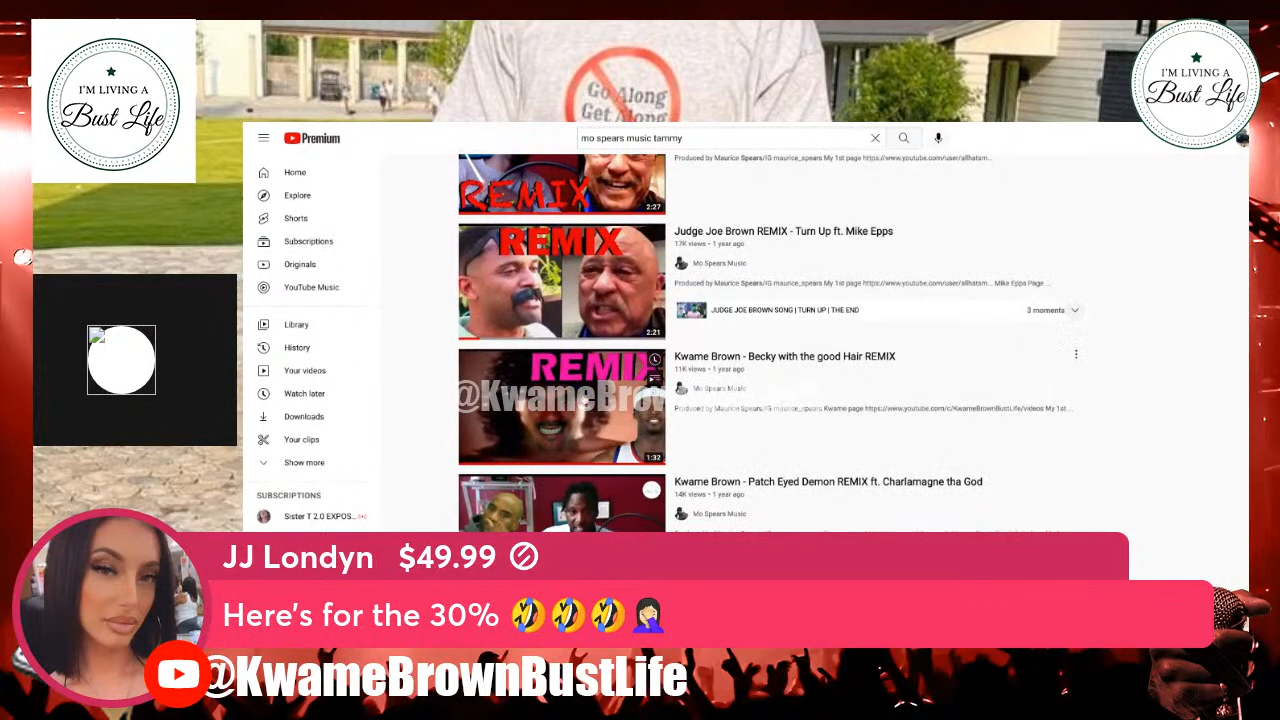 I'M LIVING A
Bust Life
Go Along
Get Along
I'M LIVING A
Bust Life
Premium
mo spears music tammy
Home
Explore
Shorts
Subscriptions
Originals
YouTube Music
Library
History
Your videos
Watch later
Downloads
Your clips
Show more
SUBSCRIPTIONS
Sister T 2.0 EXPOS...
REMIX
2:27
Produced by Maurice Spears/IG maurice_spears My 1st page https://www.youtube.com/user/allhatsm...
REMIX
2:21
Judge Joe Brown REMIX - Turn Up ft. Mike Epps
17K views • 1 year ago
Mo Spears Music
Produced by Maurice Spears/IG maurice_spears My 1st page https://www.youtube.com/user/allhatsm... Mike Epps Page ...
JUDGE JOE BROWN SONG | TURN UP | THE END
3 moments
REMIX
1:32
Kwame Brown - Becky with the good Hair REMIX
11K views • 1 year ago
Mo Spears Music
Produced by Maurice Spears/IG maurice_spears Kwame page https://www.youtube.com/c/KwameBrownBustLife/videos My 1st ...
@KwameBrow
Kwame Brown - Patch Eyed Demon REMIX ft. Charlamagne tha God
14K views • 1 year ago
Mo Spears Music
JJ Londyn $49.99
Here's for the 30% 🤣🤣🤣🤦🏻‍♀️
@KwameBrownBustLife